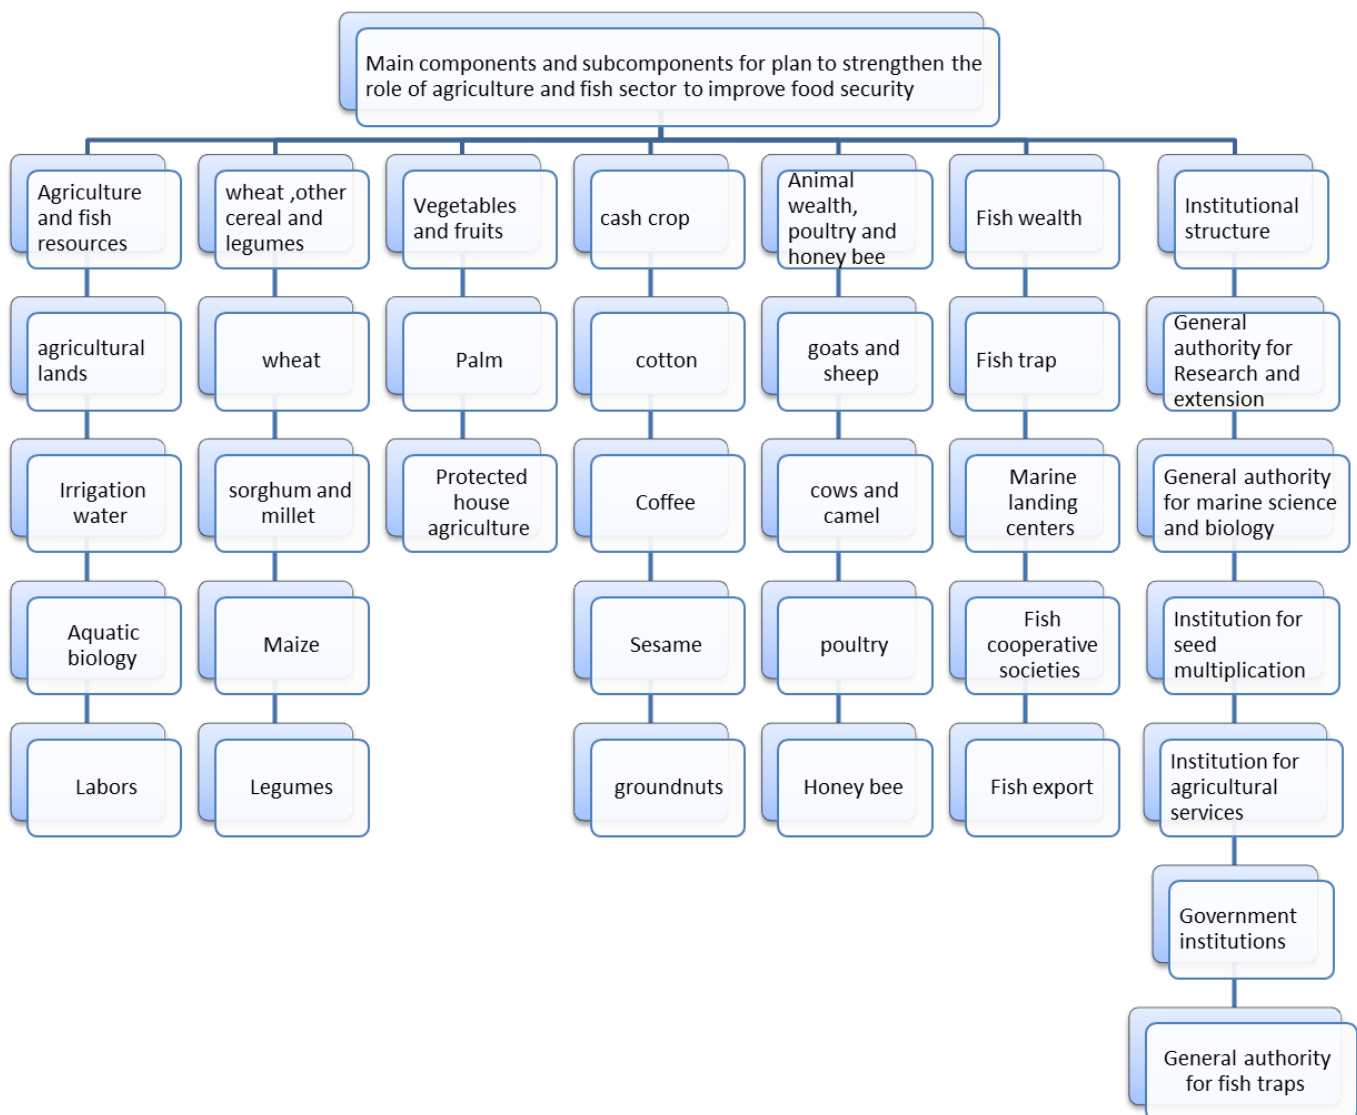 Main components and subcomponents for plan to strengthen the
role of agriculture and fish sector to improve food security
Agriculture
and fish
resources
wheat ,other
cereal and
legumes
Vegetables
and fruits
cash crop
Animal
wealth,
poultry and
honey bee
Fish wealth
Institutional
structure
agricultural
lands
wheat
Palm
cotton
goats and
sheep
Fish trap
General
authority for
Research and
extension
Irrigation
water
sorghum and
millet
Protected
house
agriculture
Coffee
cows and
camel
Marine
landing
centers
General authority
for marine science
and biology
Aquatic
biology
Maize
Sesame
poultry
Fish
cooperative
societies
Institution for
seed
multiplication
Labors
Legumes
groundnuts
Honey bee
Fish export
Institution for
agricultural
services
Government
institutions
General authority
for fish traps